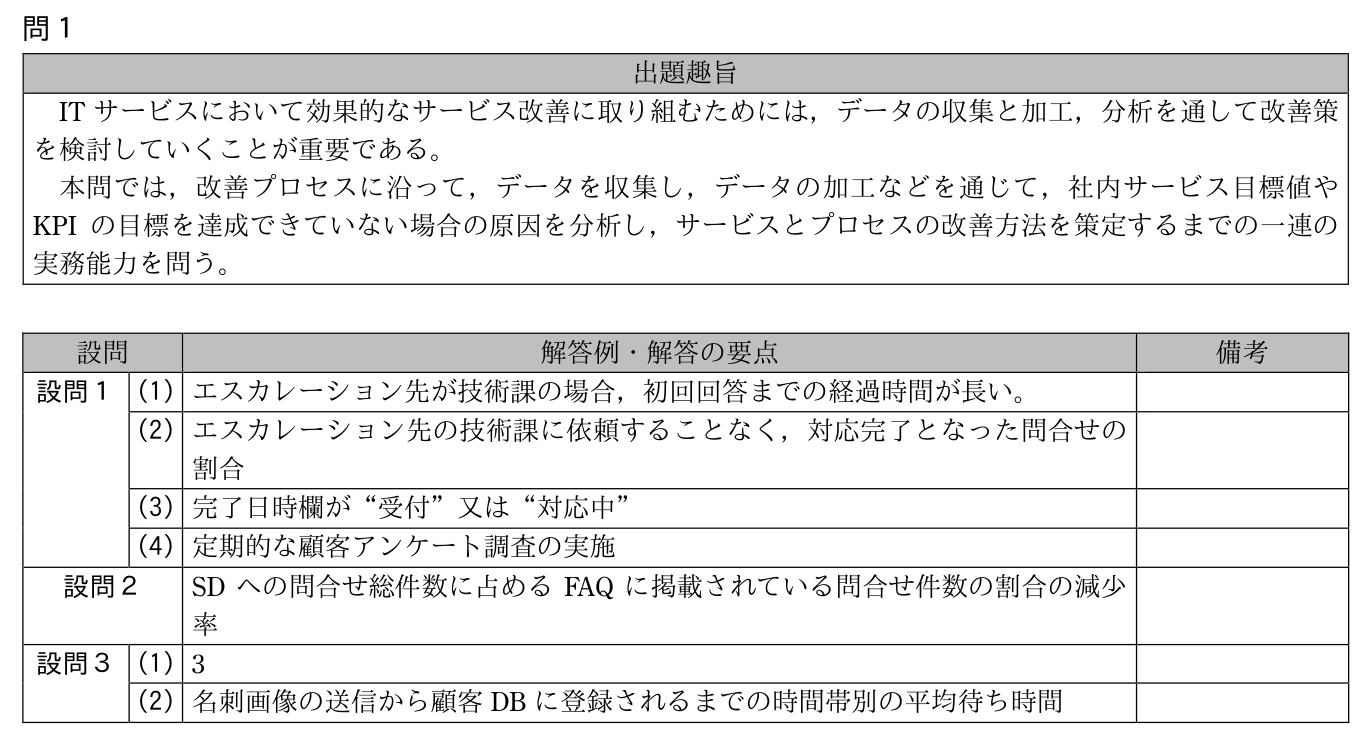 問1
出題趣旨
IT サービスにおいて効果的なサービス改善に取り組むためには，データの収集と加工，分析を通して改善策
を検討していくことが重要である。
本問では，改善プロセスに沿って，データを収集し，データの加工などを通じて，社内サービス目標値や
KPI の目標を達成できていない場合の原因を分析し，サービスとプロセスの改善方法を策定するまでの一連の
実務能力を問う。
設問 解答例・解答の要点 備考
設問1 (1) エスカレーション先が技術課の場合，初回回答までの経過時間が長い。
(2) エスカレーション先の技術課に依頼することなく，対応完了となった問合せの
割合
(3) 完了日時欄が“受付”又は“対応中”
(4) 定期的な顧客アンケート調査の実施
設問2 SD への問合せ総件数に占める FAQ に掲載されている問合せ件数の割合の減少
率
設問3 (1) 3
(2) 名刺画像の送信から顧客 DB に登録されるまでの時間帯別の平均待ち時間